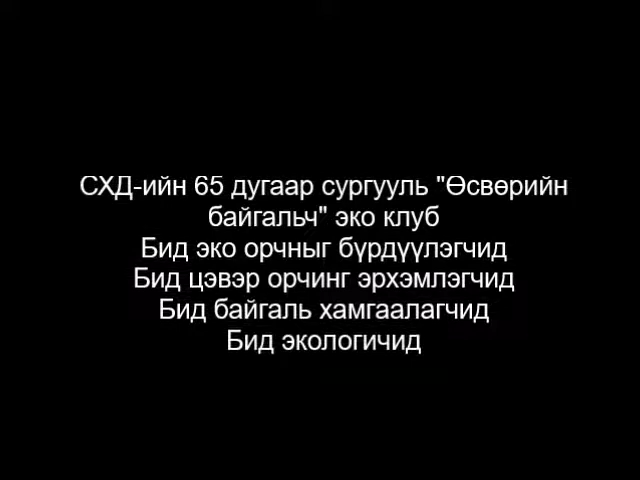 СХД-ийн 65 дугаар сургууль "Өсвөрийн
байгальч" эко клуб
Бид эко орчныг бүрдүүлэгчид
Бид цэвэр орчинг эрхэмлэгчид
Бид байгаль хамгаалагчид
Бид экологичид